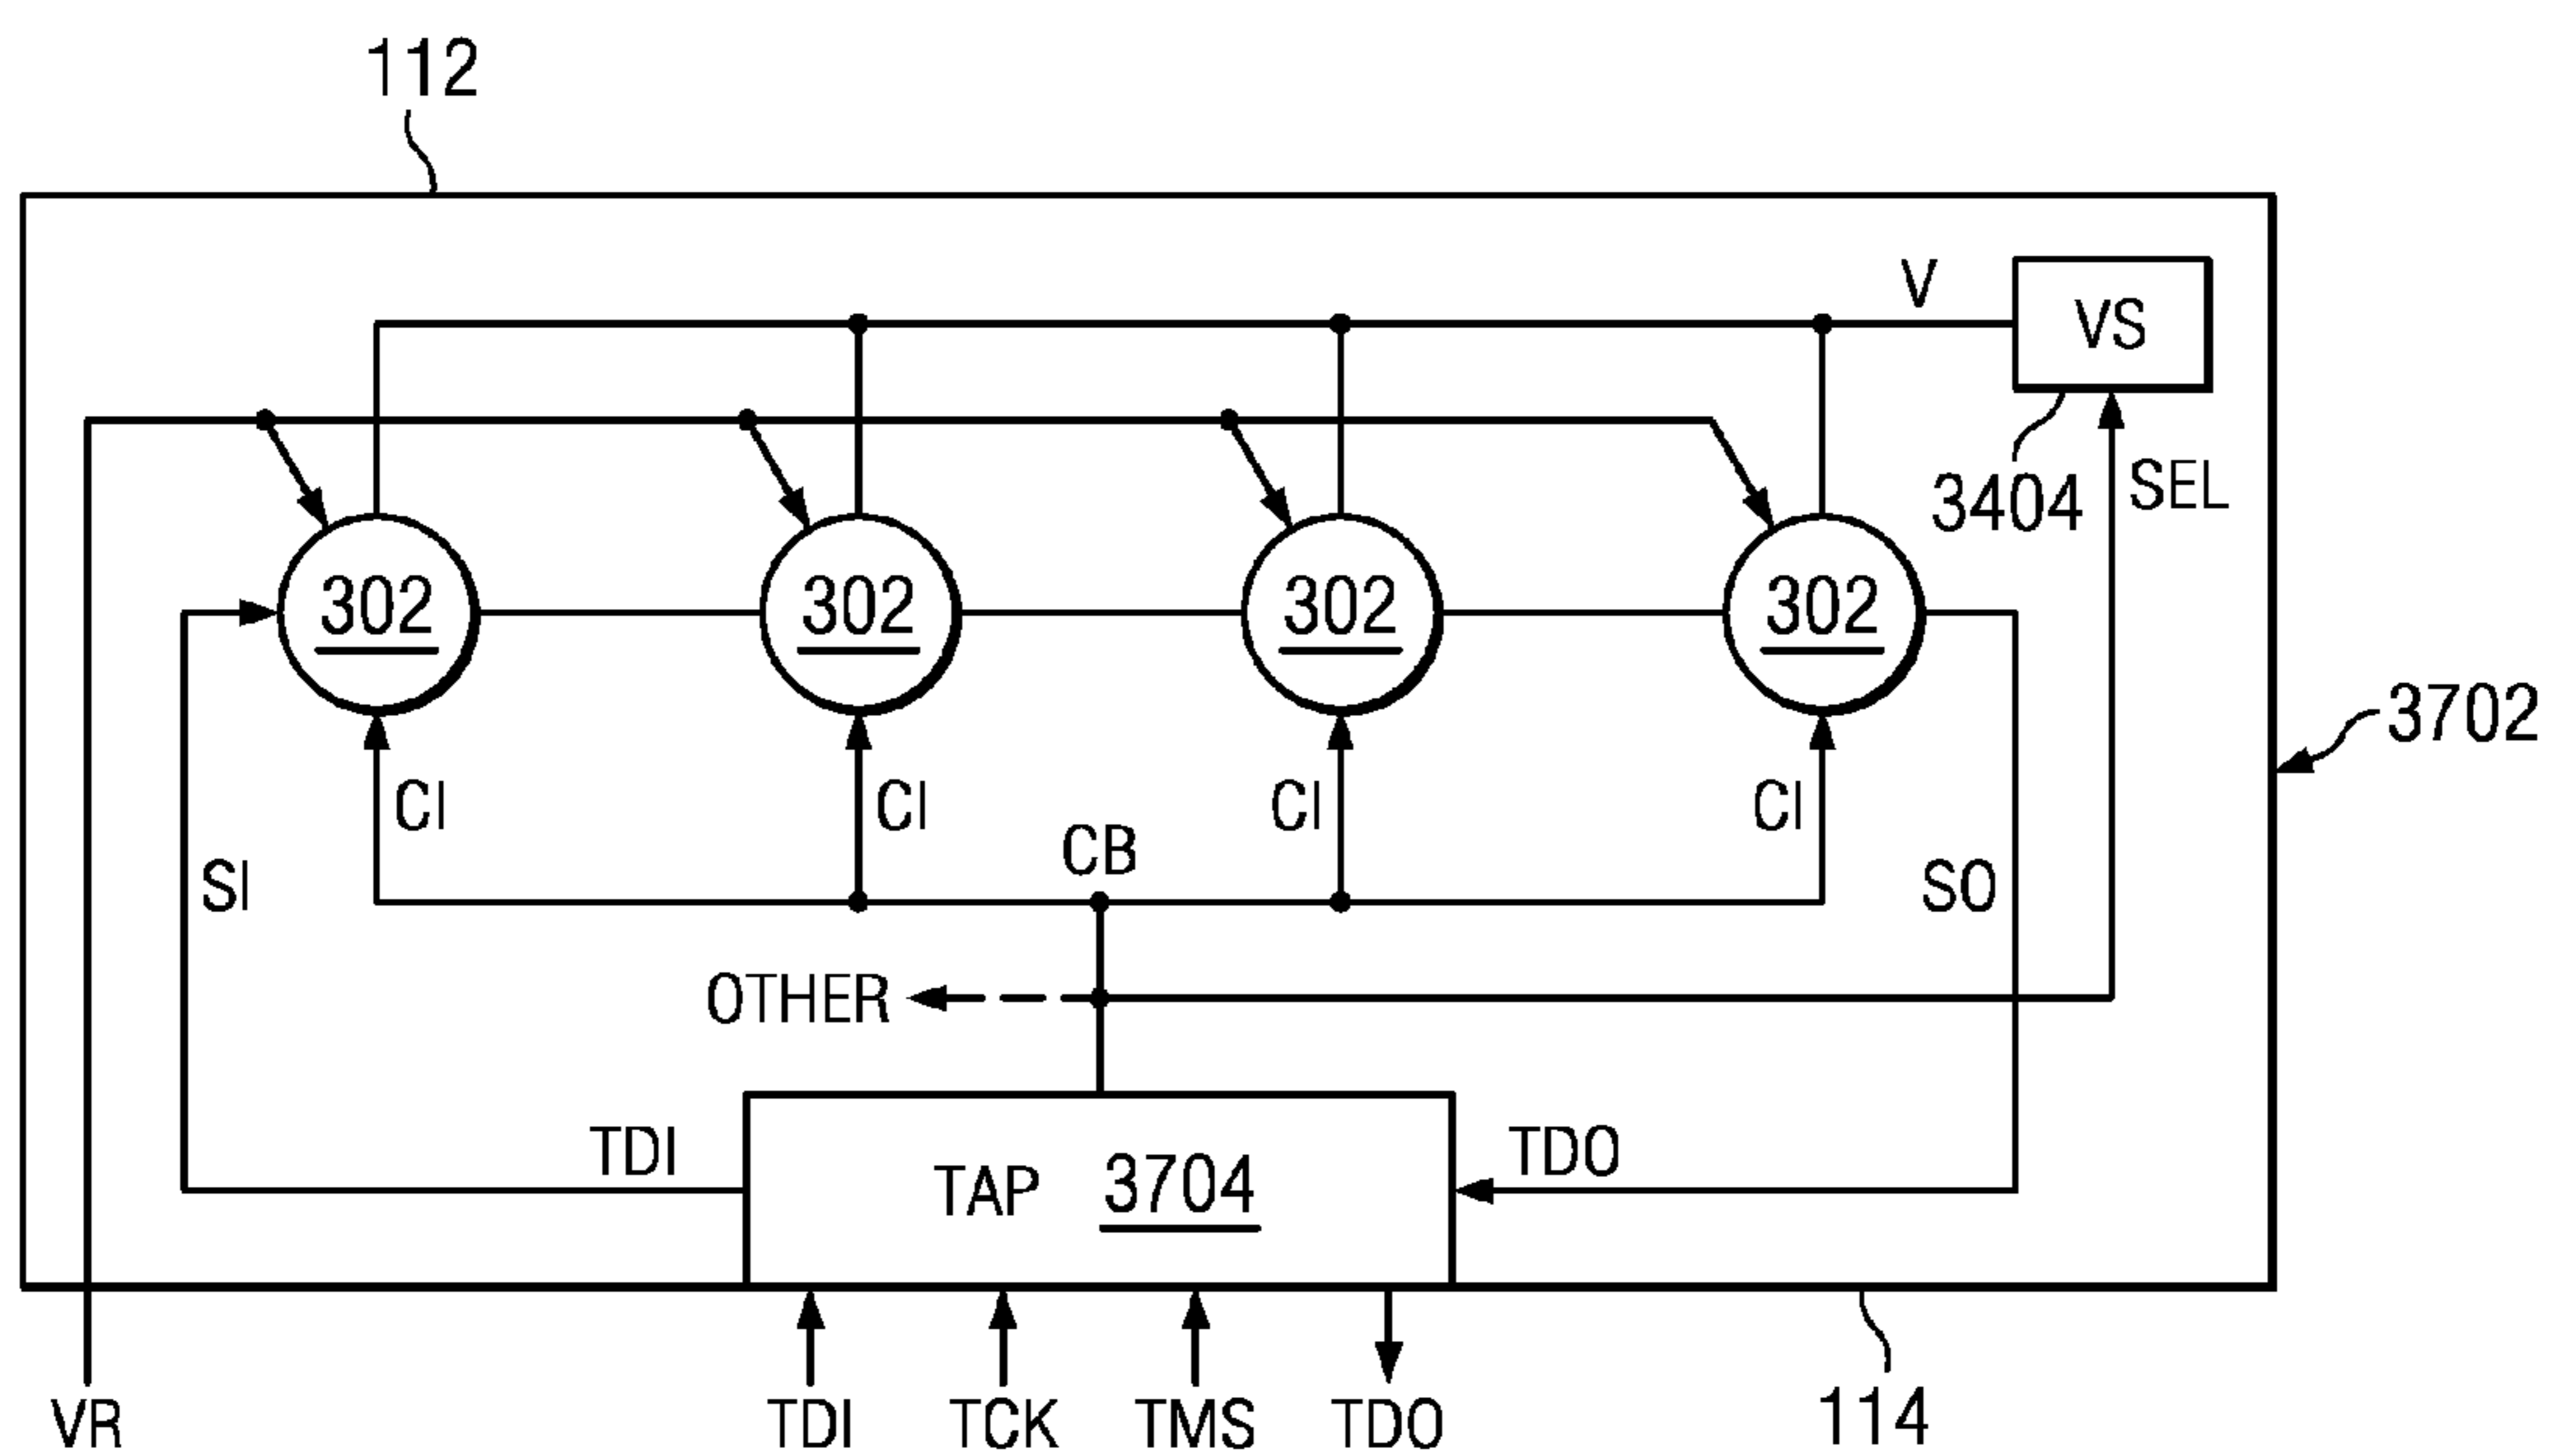 112
V
VS
3404
SEL
302
302
302
302
3702
CI
CI
CI
CI
CB
SI
SO
OTHER
TDI
TDO
TAP 3704
VR
TDI
TCK
TMS
TDO
114